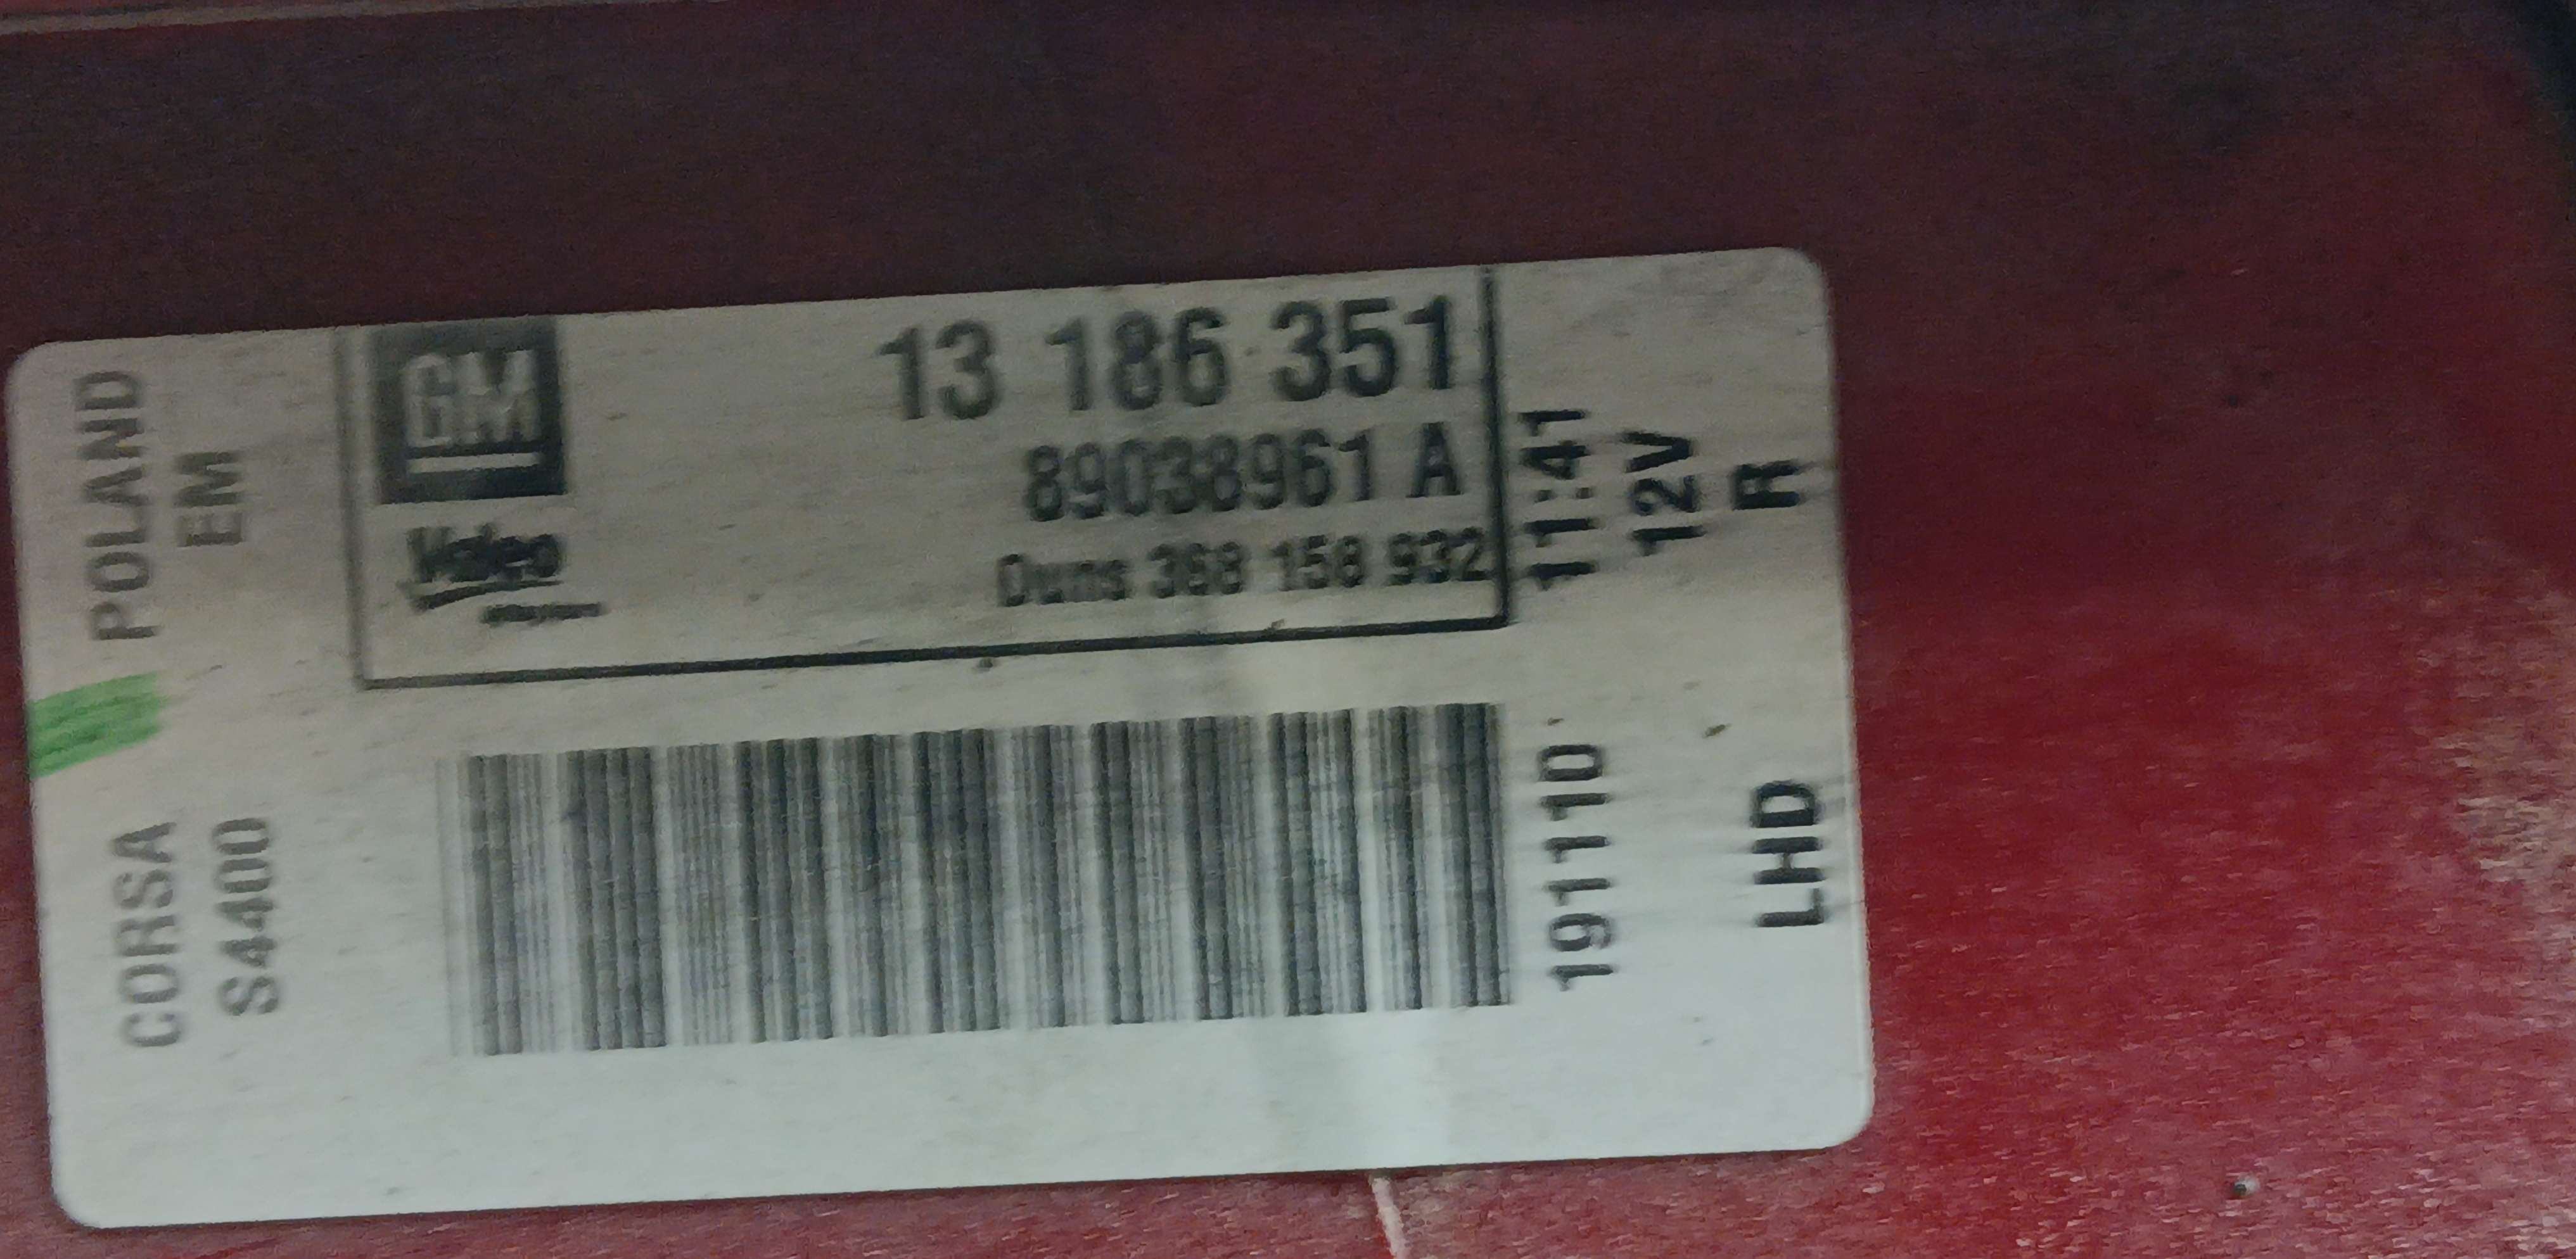 POLAND
EM
GM
13 186 351
89038961 A
Valeo
Duns 368 158 932
11:41
12V
R
CORSA
S4400
191110
LHD